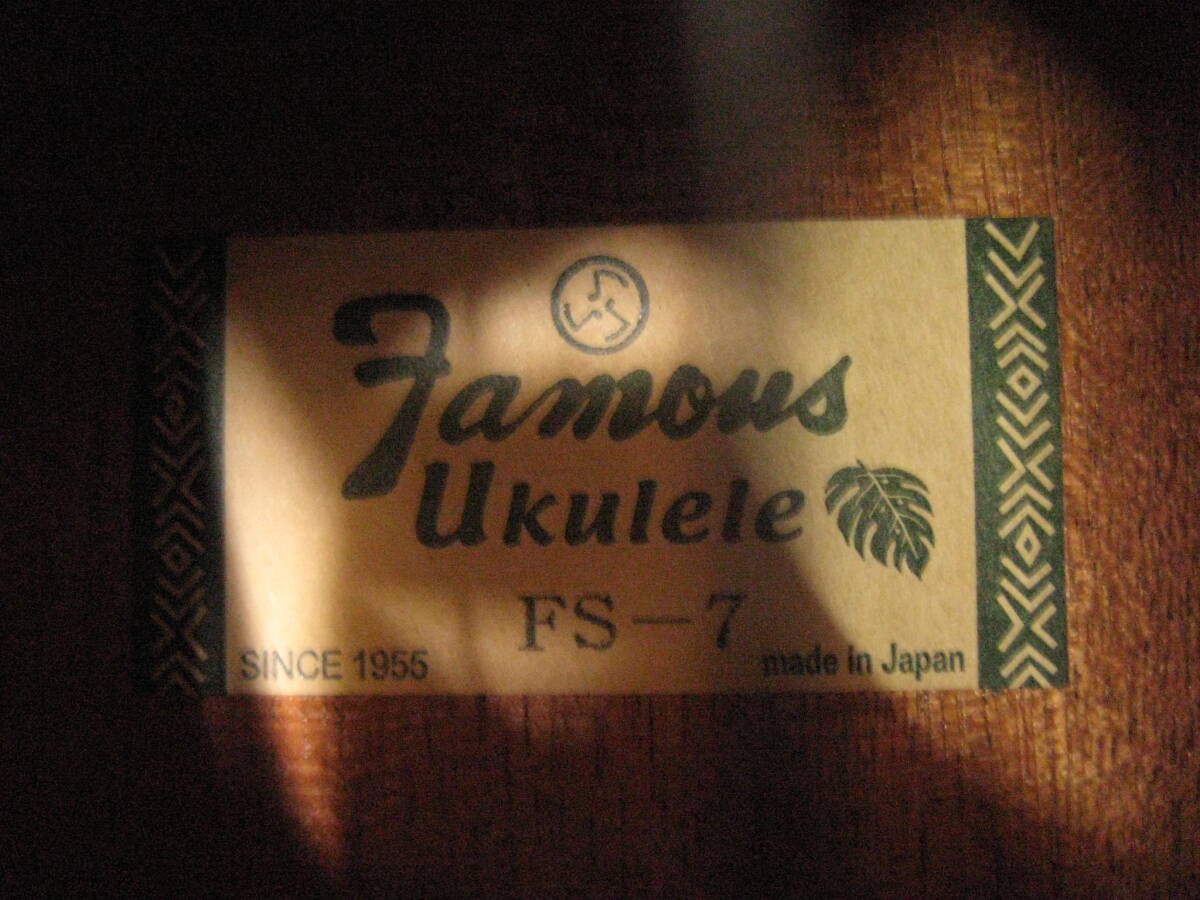 Famous
Ukulele
FS-7
SINCE 1955
made in Japan